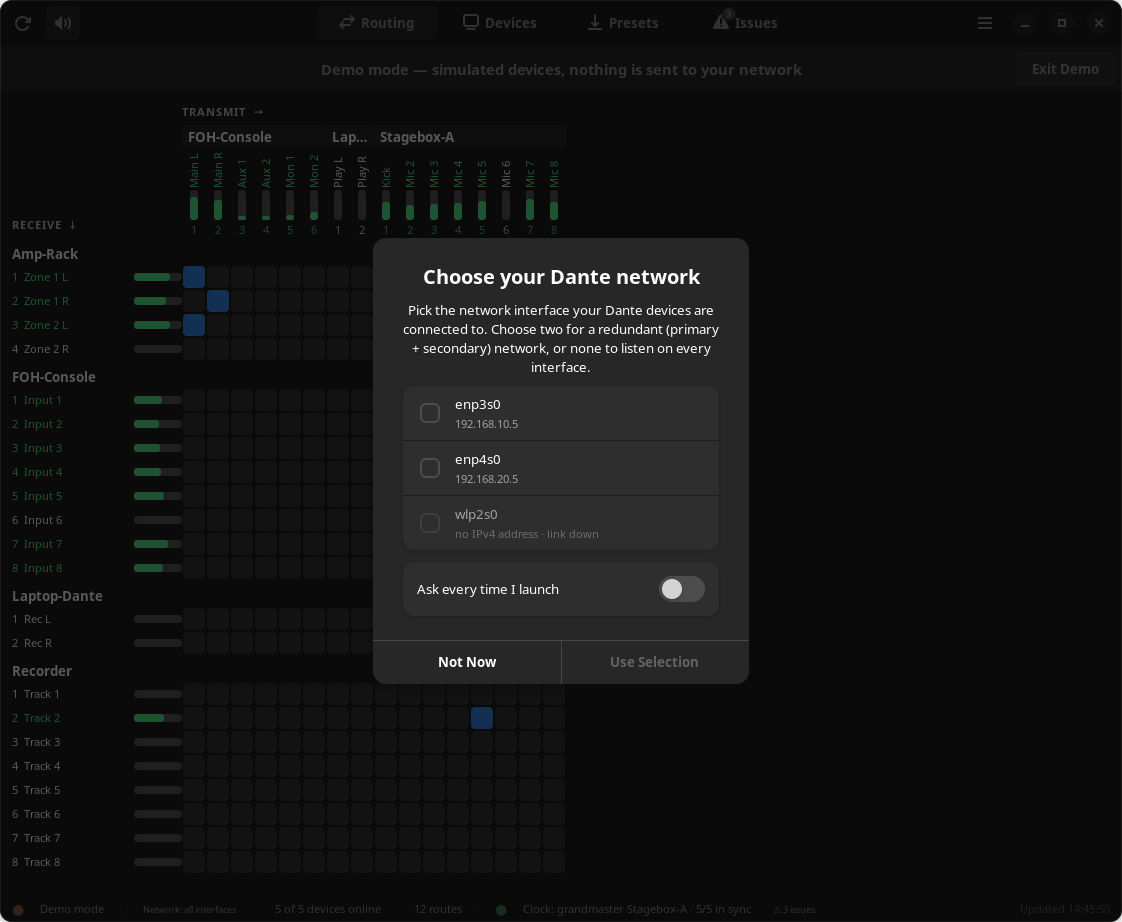 Routing
Devices
Presets
3
Issues
Demo mode — simulated devices, nothing is sent to your network
Exit Demo
TRANSMIT →
FOH-Console
Lap...
Stagebox-A
Main L
Main R
Aux 1
Aux 2
Mon 1
Mon 2
Play L
Play R
Kick
Mic 2
Mic 3
Mic 4
Mic 5
Mic 6
Mic 7
Mic 8
1 2 3 4 5 6 1 2 1 2 3 4 5 6 7 8
RECEIVE ↓
Amp-Rack
1 Zone 1 L
2 Zone 1 R
3 Zone 2 L
4 Zone 2 R
FOH-Console
1 Input 1
2 Input 2
3 Input 3
4 Input 4
5 Input 5
6 Input 6
7 Input 7
8 Input 8
Laptop-Dante
1 Rec L
2 Rec R
Recorder
1 Track 1
2 Track 2
3 Track 3
4 Track 4
5 Track 5
6 Track 6
7 Track 7
8 Track 8
Choose your Dante network
Pick the network interface your Dante devices are
connected to. Choose two for a redundant (primary
+ secondary) network, or none to listen on every
interface.
enp3s0
192.168.10.5
enp4s0
192.168.20.5
wlp2s0
no IPv4 address · link down
Ask every time I launch
Not Now
Use Selection
Demo mode
Network: all interfaces
5 of 5 devices online
12 routes
Clock: grandmaster Stagebox-A · 5/5 in sync
⚠ 3 issues
Updated 14:45:50